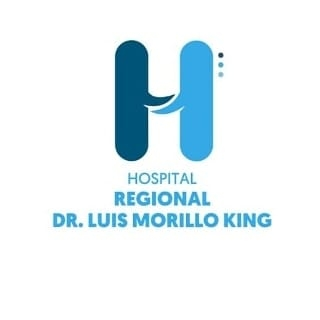 H
HOSPITAL
REGIONAL
DR. LUIS MORILLO KING